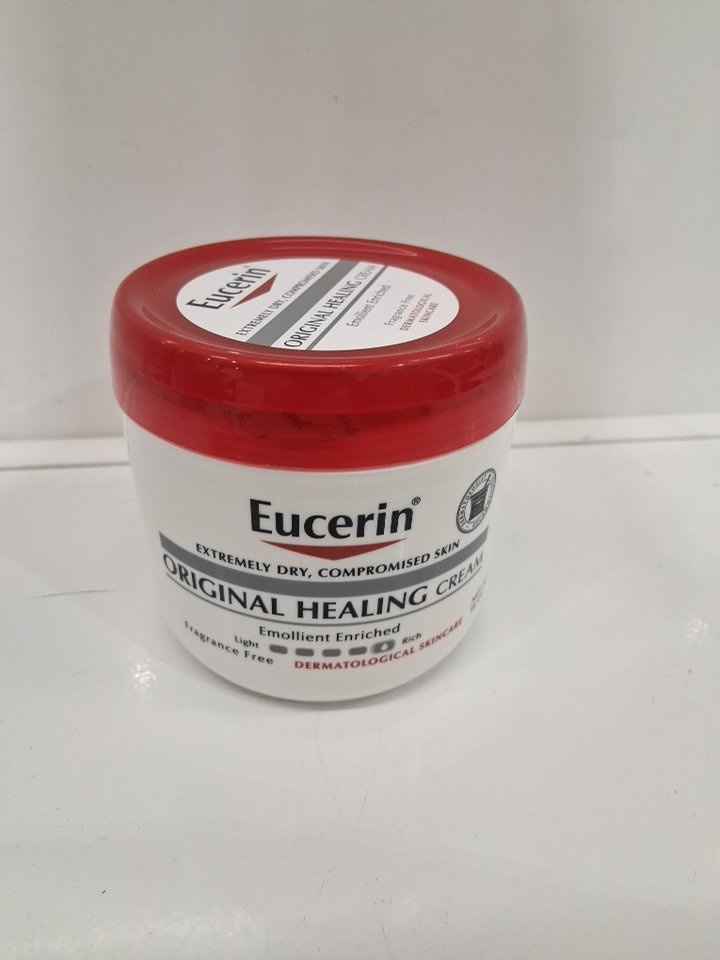 Eucerin
EXTREMELY DRY, COMPROMISED SKIN
ORIGINAL HEALING CREAM
Emollient Enriched
Fragrance Free
DERMATOLOGICAL
SKINCARE
Eucerin®
EXTREMELY DRY, COMPROMISED SKIN
ORIGINAL HEALING CREAM
Emollient Enriched
Light Rich
Fragrance Free
DERMATOLOGICAL SKINCARE